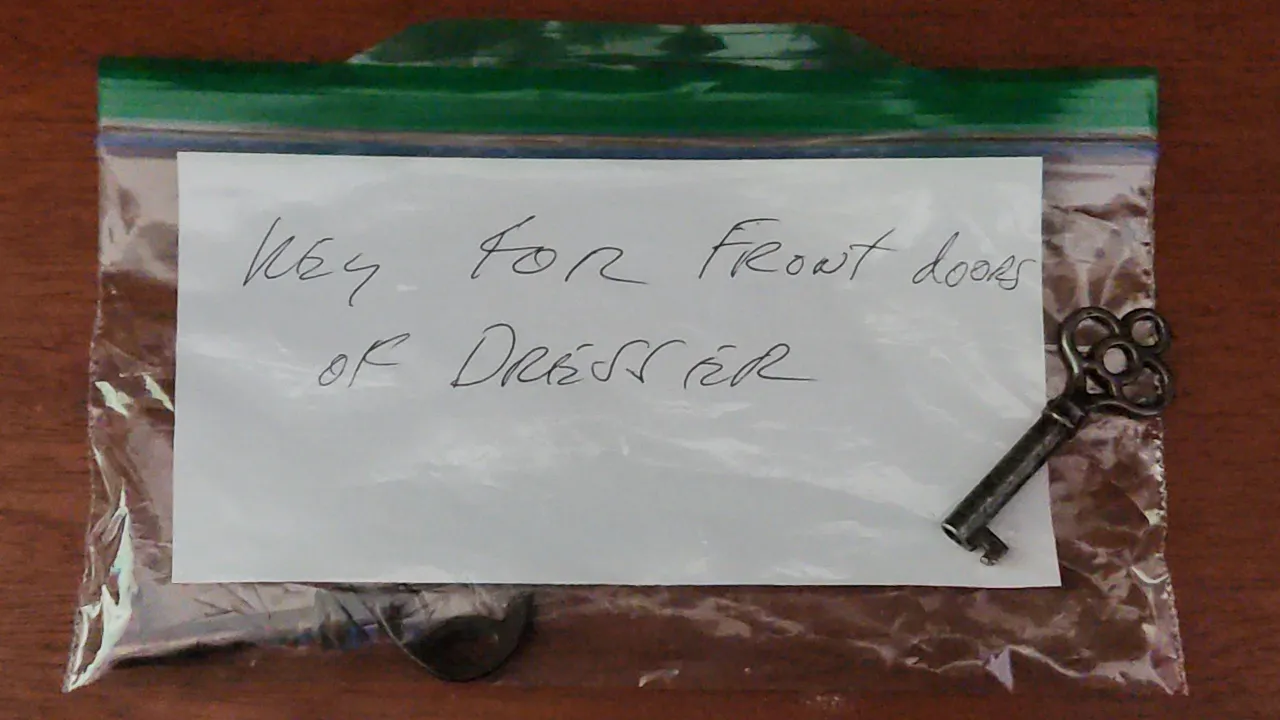 KEy FOR FRONT dooRS
OF DRESSER